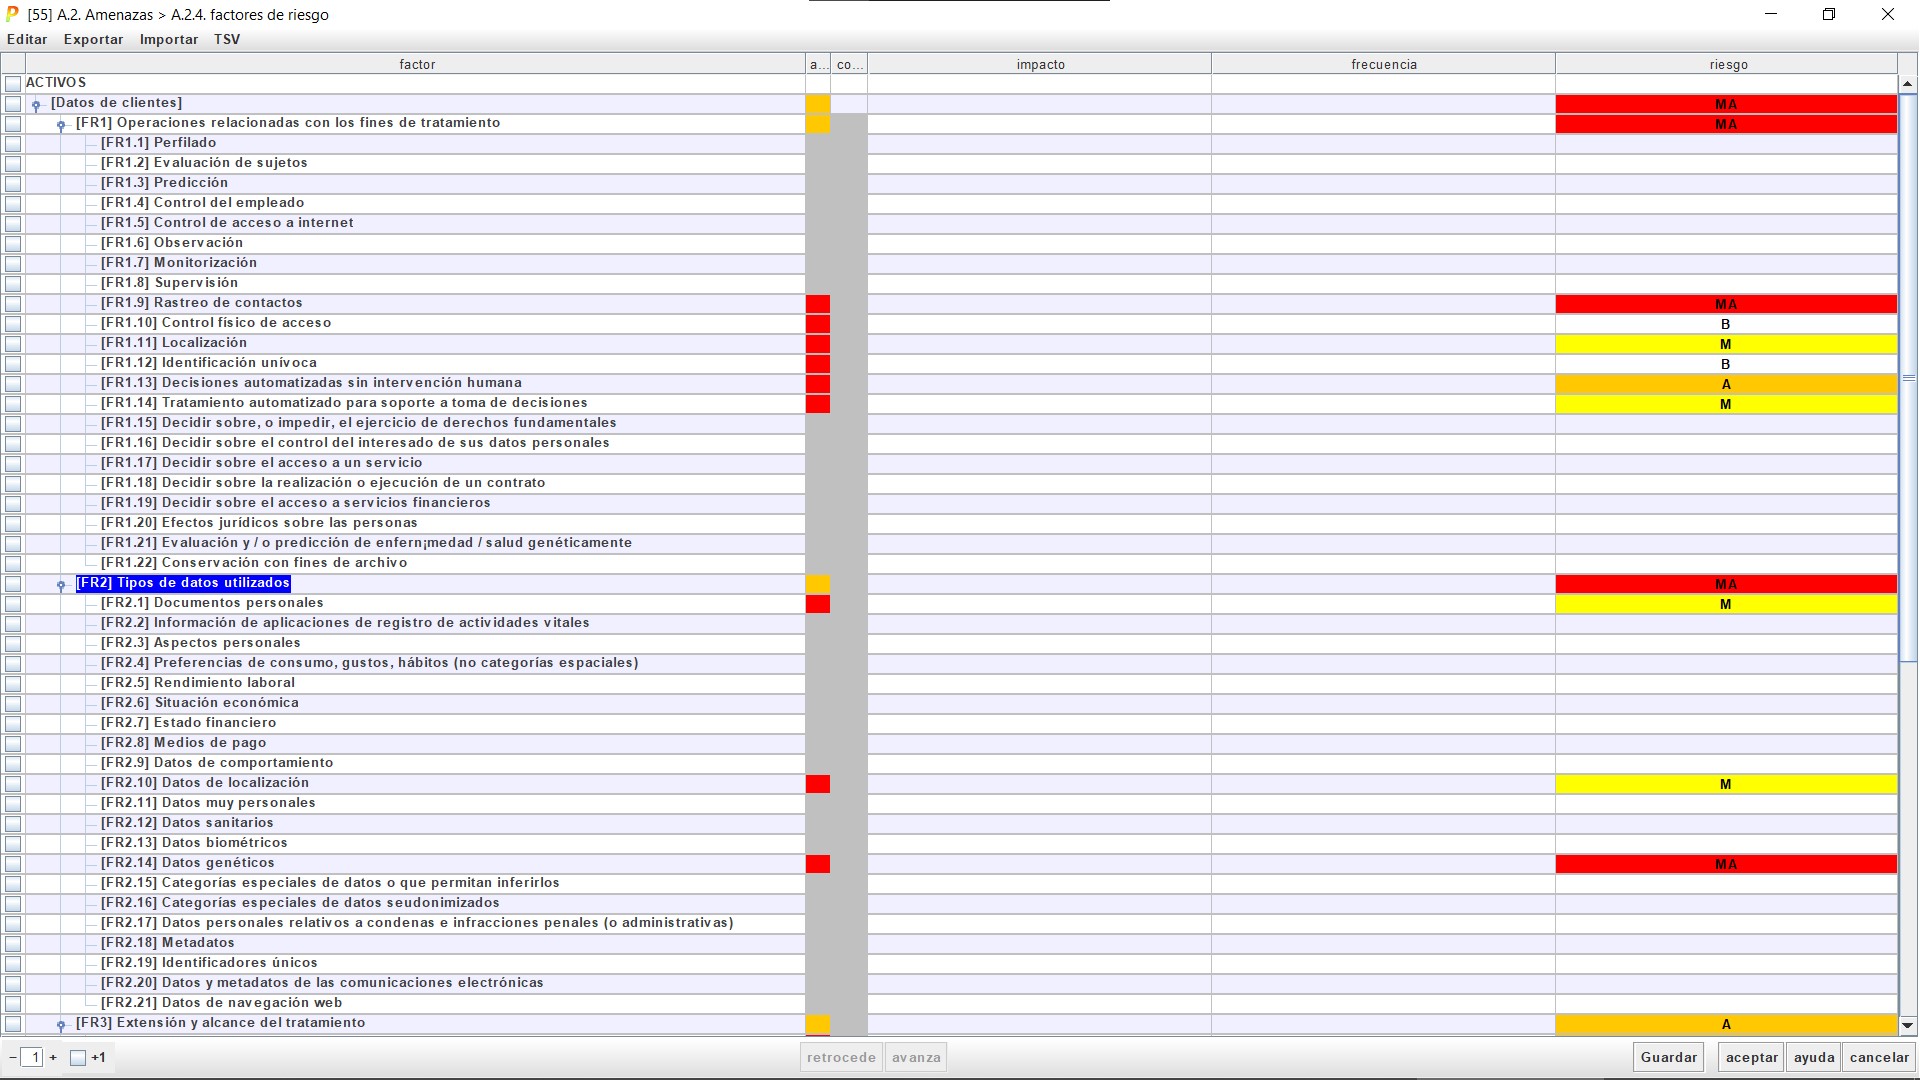 [55] A.2. Amenazas > A.2.4. factores de riesgo
Editar Exportar Importar TSV
factor a... co... impacto frecuencia riesgo
ACTIVOS
[Datos de clientes] MA
[FR1] Operaciones relacionadas con los fines de tratamiento MA
[FR1.1] Perfilado
[FR1.2] Evaluación de sujetos
[FR1.3] Predicción
[FR1.4] Control del empleado
[FR1.5] Control de acceso a internet
[FR1.6] Observación
[FR1.7] Monitorización
[FR1.8] Supervisión
[FR1.9] Rastreo de contactos MA
[FR1.10] Control físico de acceso B
[FR1.11] Localización M
[FR1.12] Identificación unívoca B
[FR1.13] Decisiones automatizadas sin intervención humana A
[FR1.14] Tratamiento automatizado para soporte a toma de decisiones M
[FR1.15] Decidir sobre, o impedir, el ejercicio de derechos fundamentales
[FR1.16] Decidir sobre el control del interesado de sus datos personales
[FR1.17] Decidir sobre el acceso a un servicio
[FR1.18] Decidir sobre la realización o ejecución de un contrato
[FR1.19] Decidir sobre el acceso a servicios financieros
[FR1.20] Efectos jurídicos sobre las personas
[FR1.21] Evaluación y / o predicción de enfern¡medad / salud genéticamente
[FR1.22] Conservación con fines de archivo
[FR2] Tipos de datos utilizados MA
[FR2.1] Documentos personales M
[FR2.2] Información de aplicaciones de registro de actividades vitales
[FR2.3] Aspectos personales
[FR2.4] Preferencias de consumo, gustos, hábitos (no categorías espaciales)
[FR2.5] Rendimiento laboral
[FR2.6] Situación económica
[FR2.7] Estado financiero
[FR2.8] Medios de pago
[FR2.9] Datos de comportamiento
[FR2.10] Datos de localización M
[FR2.11] Datos muy personales
[FR2.12] Datos sanitarios
[FR2.13] Datos biométricos
[FR2.14] Datos genéticos MA
[FR2.15] Categorías especiales de datos o que permitan inferirlos
[FR2.16] Categorías especiales de datos seudonimizados
[FR2.17] Datos personales relativos a condenas e infracciones penales (o administrativas)
[FR2.18] Metadatos
[FR2.19] Identificadores únicos
[FR2.20] Datos y metadatos de las comunicaciones electrónicas
[FR2.21] Datos de navegación web
[FR3] Extensión y alcance del tratamiento A
− 1 + +1 retrocede avanza Guardar aceptar ayuda cancelar